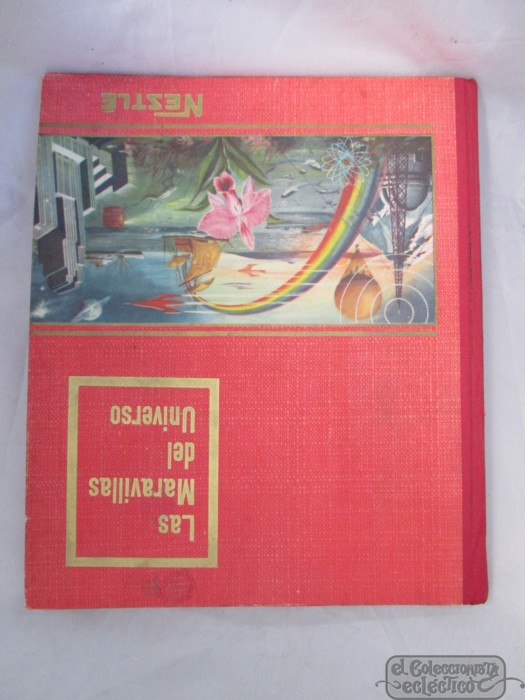 Las
Maravillas
del
Universo
NESTLÉ
el Coleccionista
ecléctico